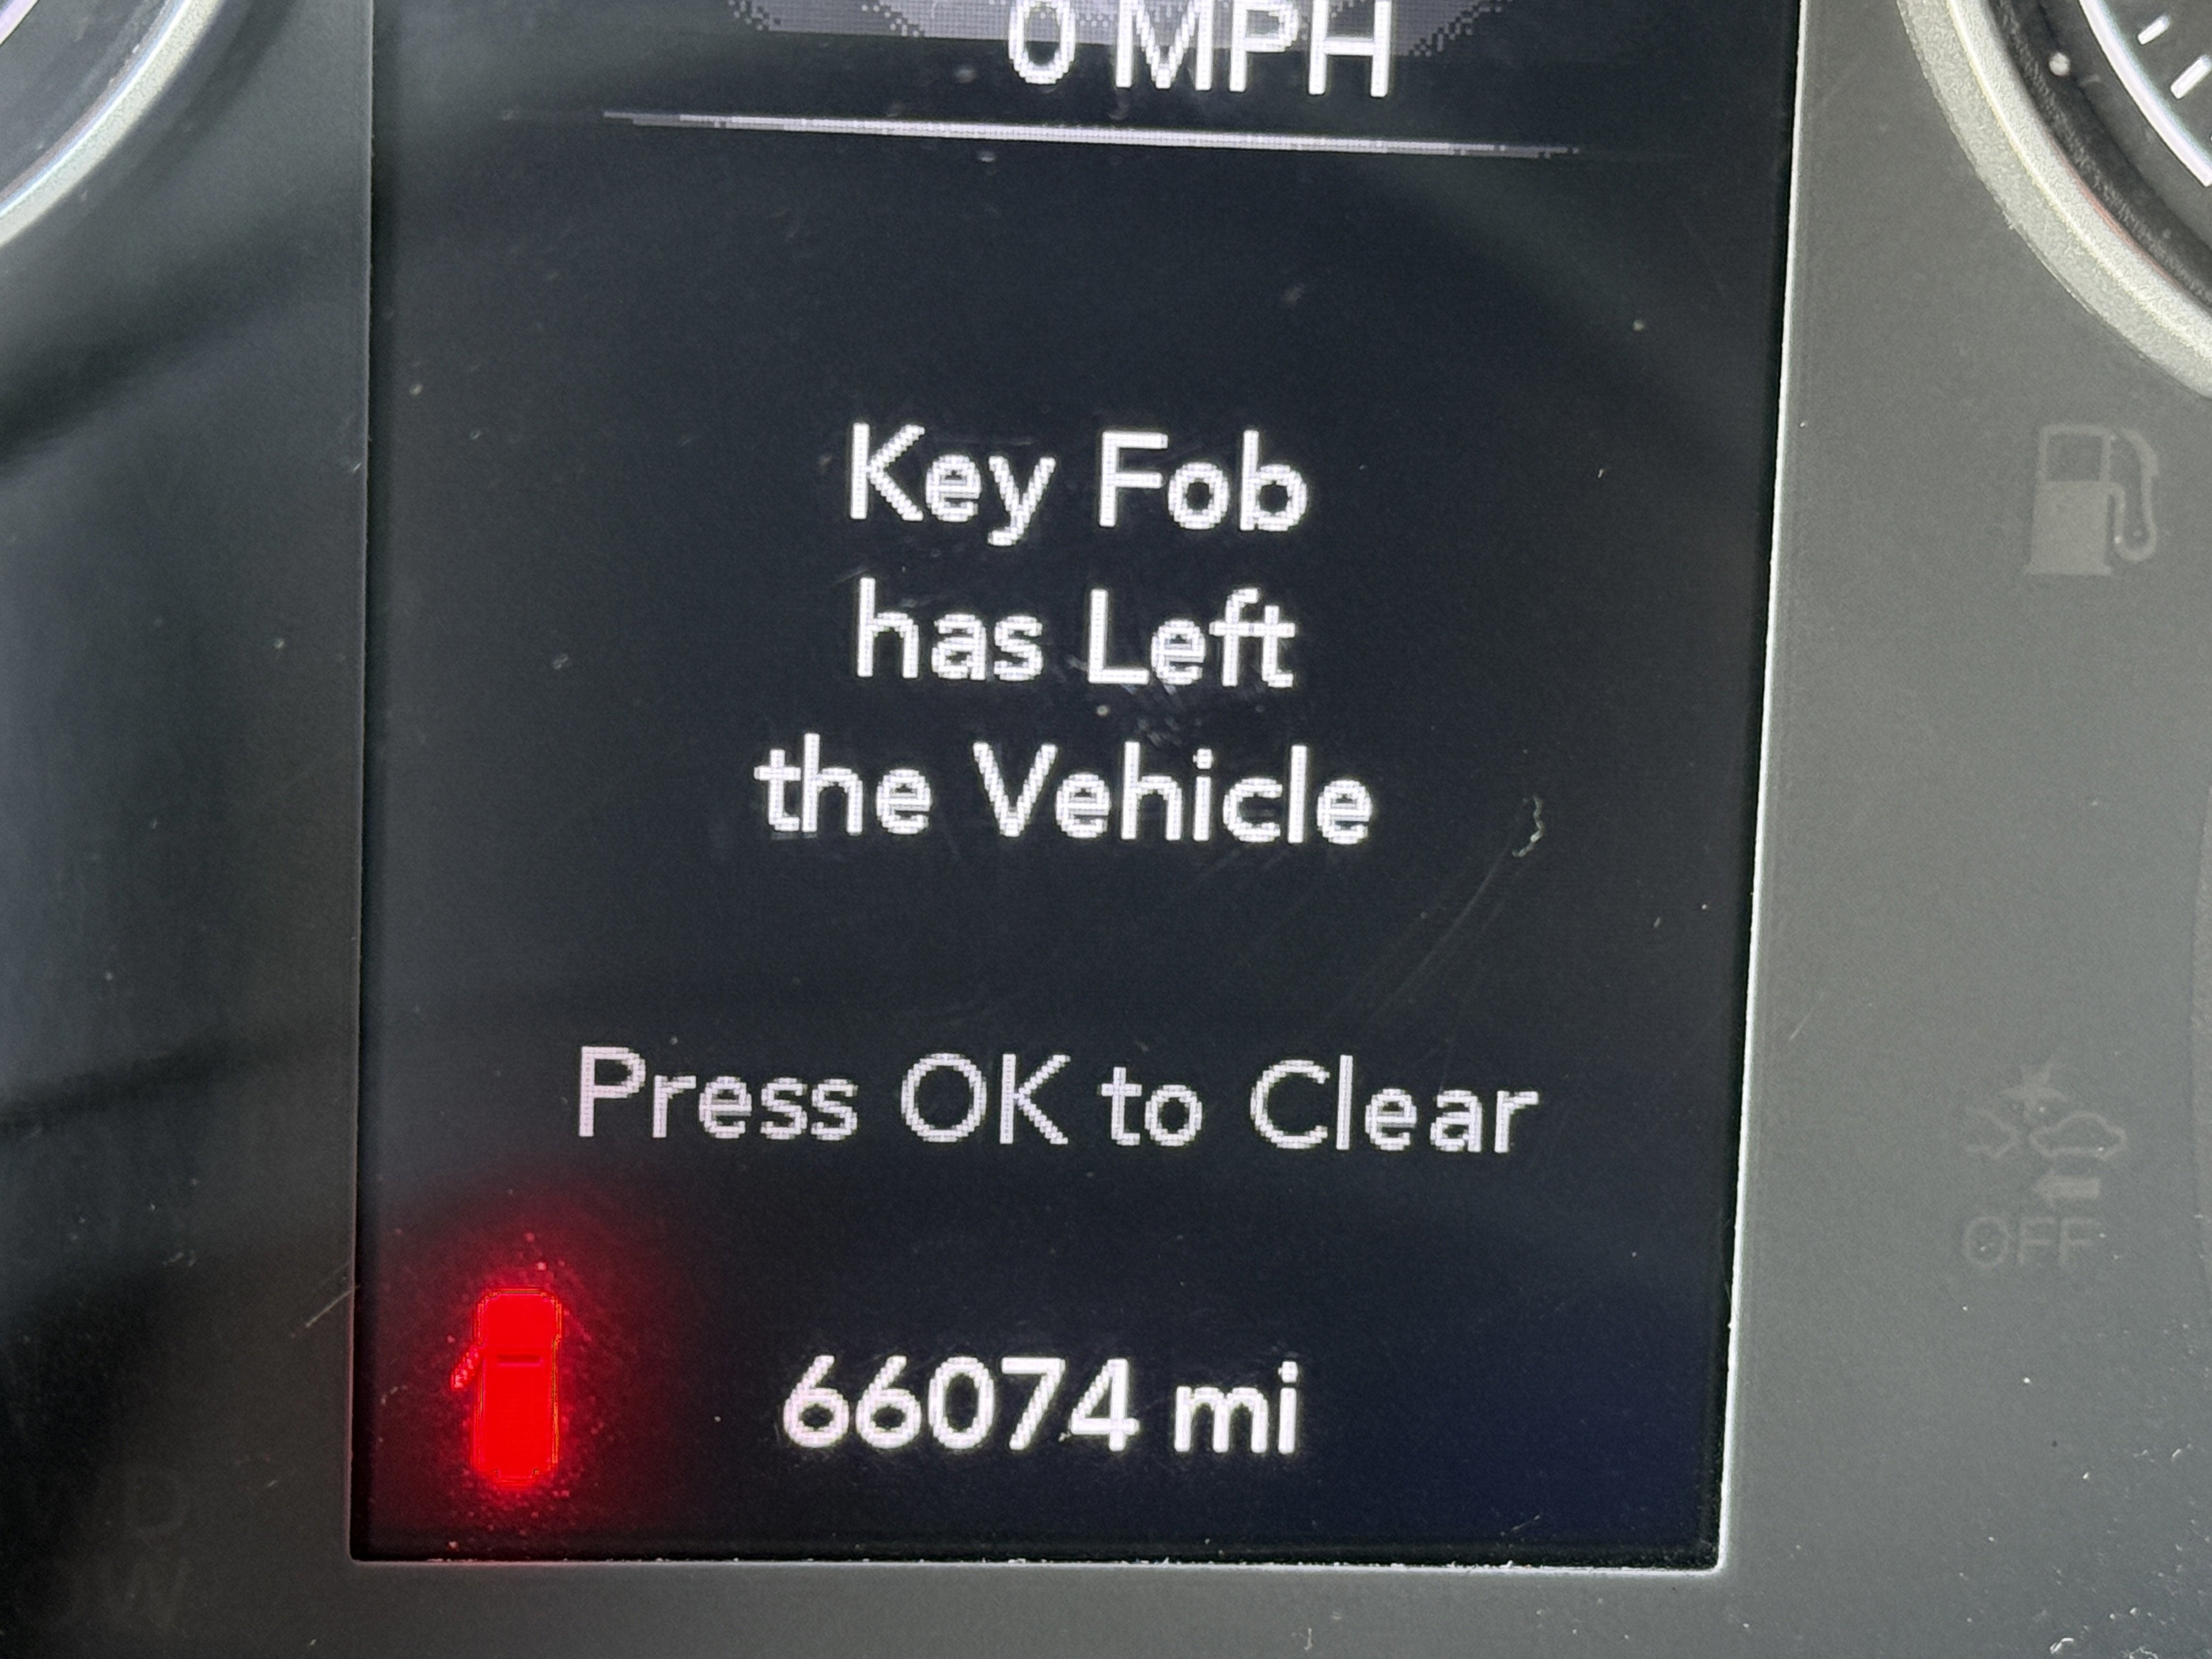 0 MPH
Key Fob
has Left
the Vehicle
Press OK to Clear
OFF
66074 mi